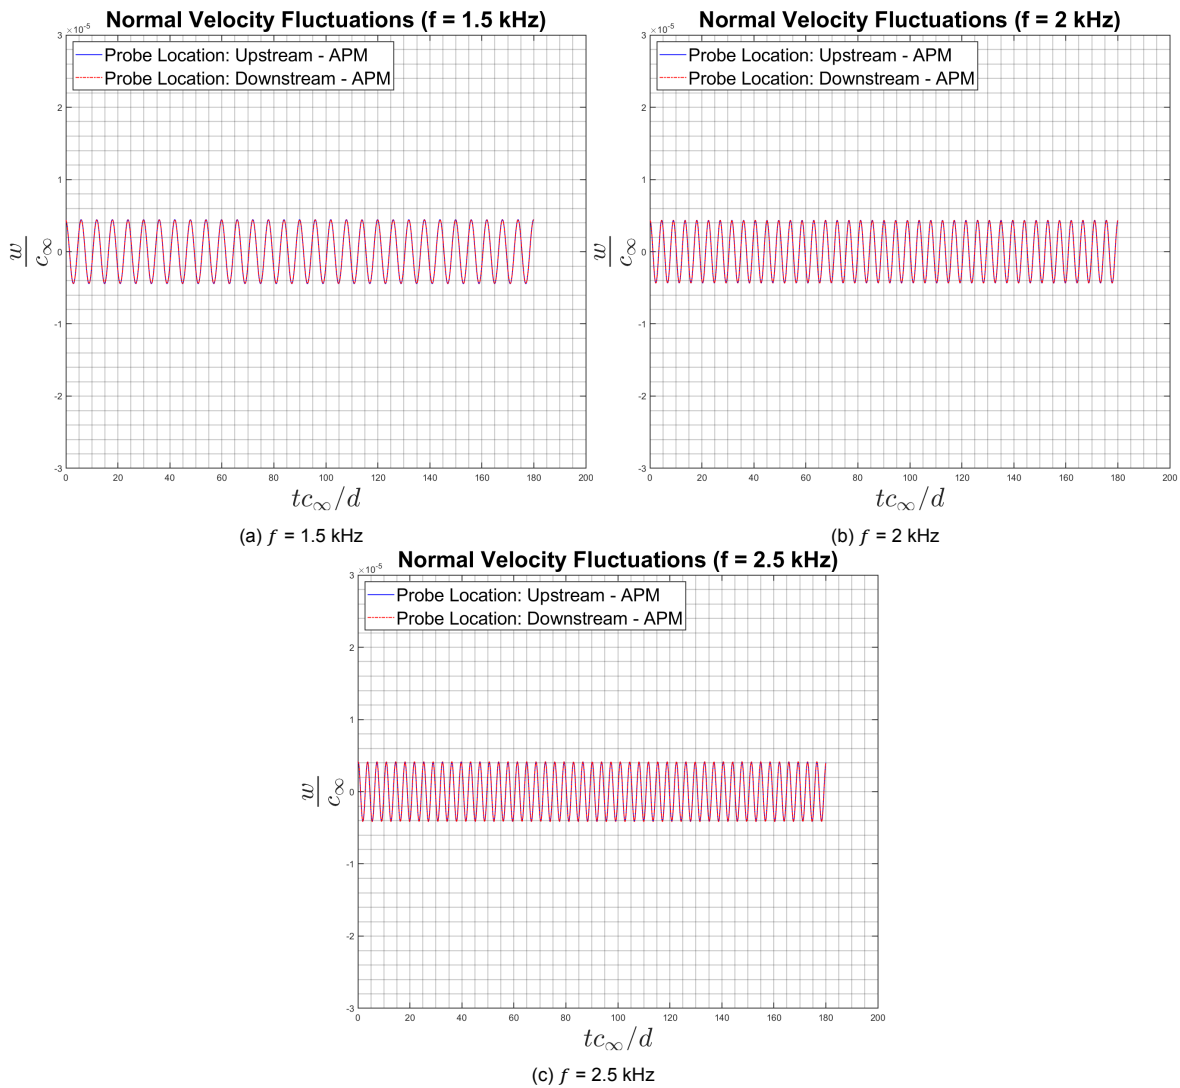 Normal Velocity Fluctuations (f = 1.5 kHz)
×10⁻⁵
Probe Location: Upstream - APM
Probe Location: Downstream - APM
3
2
1
0
-1
-2
-3
w
c∞
0 20 40 60 80 100 120 140 160 180 200
tc∞/d
(a) f = 1.5 kHz
Normal Velocity Fluctuations (f = 2 kHz)
×10⁻⁵
Probe Location: Upstream - APM
Probe Location: Downstream - APM
3
2
1
0
-1
-2
-3
w
c∞
0 20 40 60 80 100 120 140 160 180 200
tc∞/d
(b) f = 2 kHz
Normal Velocity Fluctuations (f = 2.5 kHz)
×10⁻⁵
Probe Location: Upstream - APM
Probe Location: Downstream - APM
3
2
1
0
-1
-2
-3
w
c∞
0 20 40 60 80 100 120 140 160 180 200
tc∞/d
(c) f = 2.5 kHz